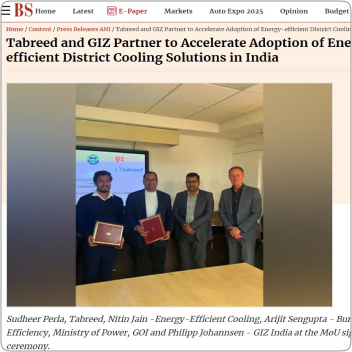 BS Home Latest E-Paper Markets Auto Expo 2025 Opinion Budget
Home / Content / Press Releases ANI / Tabreed and GIZ Partner to Accelerate Adoption of Energy-efficient District Coolin
Tabreed and GIZ Partner to Accelerate Adoption of Ene
efficient District Cooling Solutions in India
giz
tabreed
Sudheer Perla, Tabreed, Nitin Jain -Energy-Efficient Cooling, Arijit Sengupta - Bur
Efficiency, Ministry of Power, GOI and Philipp Johannsen - GIZ India at the MoU sig
ceremony.